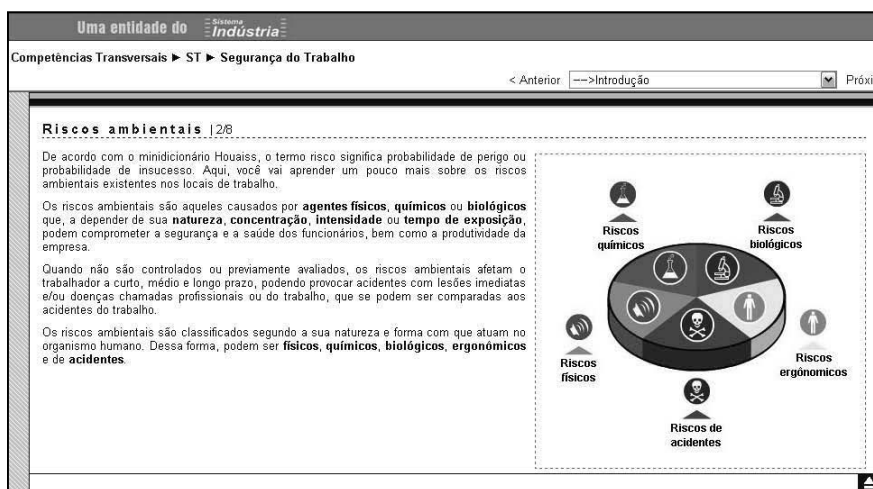 Uma entidade do Sistema Indústria
Competências Transversais ► ST ► Segurança do Trabalho
< Anterior -->Introdução Próxi
Riscos ambientais | 2/8
De acordo com o minidicionário Houaiss, o termo risco significa probabilidade de perigo ou
probabilidade de insucesso. Aqui, você vai aprender um pouco mais sobre os riscos
ambientais existentes nos locais de trabalho.
Os riscos ambientais são aqueles causados por agentes físicos, químicos ou biológicos
que, a depender de sua natureza, concentração, intensidade ou tempo de exposição,
podem comprometer a segurança e a saúde dos funcionários, bem como a produtividade da
empresa.
Quando não são controlados ou previamente avaliados, os riscos ambientais afetam o
trabalhador a curto, médio e longo prazo, podendo provocar acidentes com lesões imediatas
e/ou doenças chamadas profissionais ou do trabalho, que se podem ser comparadas aos
acidentes do trabalho.
Os riscos ambientais são classificados segundo a sua natureza e forma com que atuam no
organismo humano. Dessa forma, podem ser físicos, químicos, biológicos, ergonómicos
e de acidentes.
Riscos
químicos
Riscos
biológicos
Riscos
físicos
Riscos
ergônomicos
Riscos de
acidentes